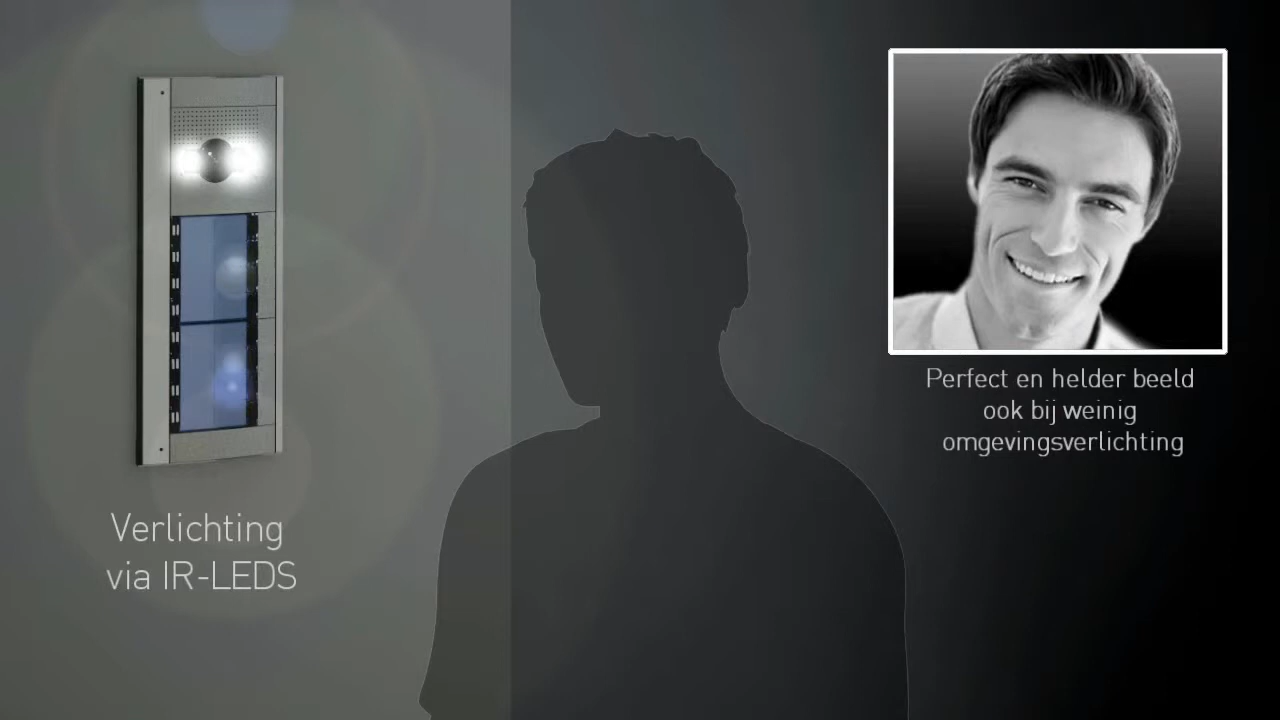 Verlichting
via IR-LEDS
Perfect en helder beeld
ook bij weinig
omgevingsverlichting